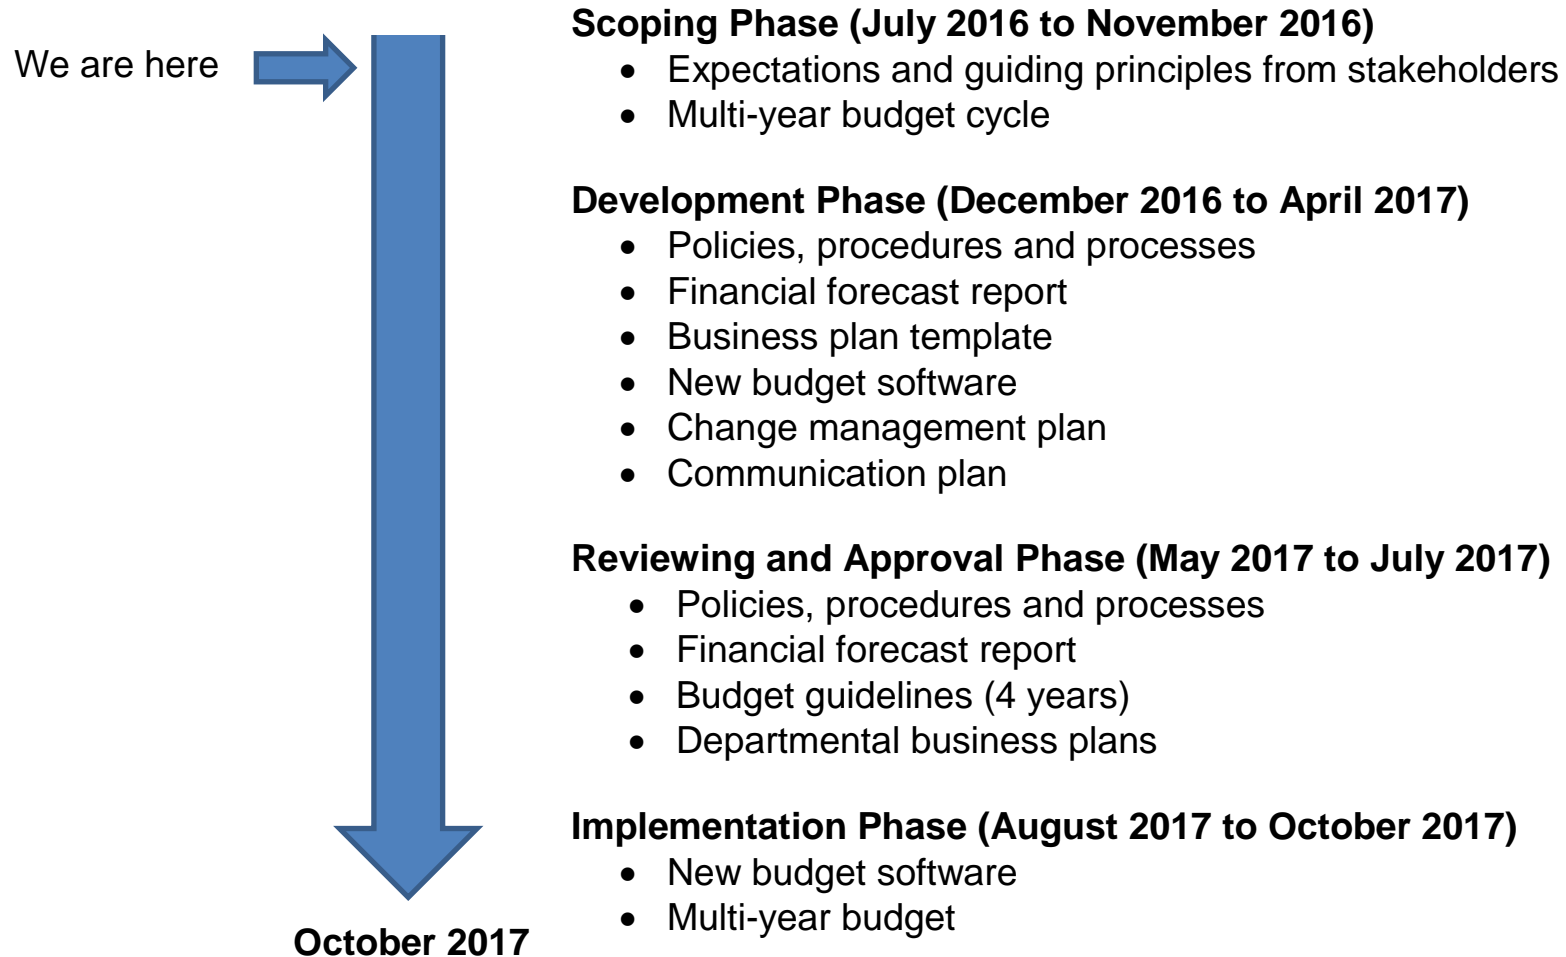 Scoping Phase (July 2016 to November 2016)
We are here
• Expectations and guiding principles from stakeholders
• Multi-year budget cycle
Development Phase (December 2016 to April 2017)
• Policies, procedures and processes
• Financial forecast report
• Business plan template
• New budget software
• Change management plan
• Communication plan
Reviewing and Approval Phase (May 2017 to July 2017)
• Policies, procedures and processes
• Financial forecast report
• Budget guidelines (4 years)
• Departmental business plans
Implementation Phase (August 2017 to October 2017)
• New budget software
• Multi-year budget
October 2017